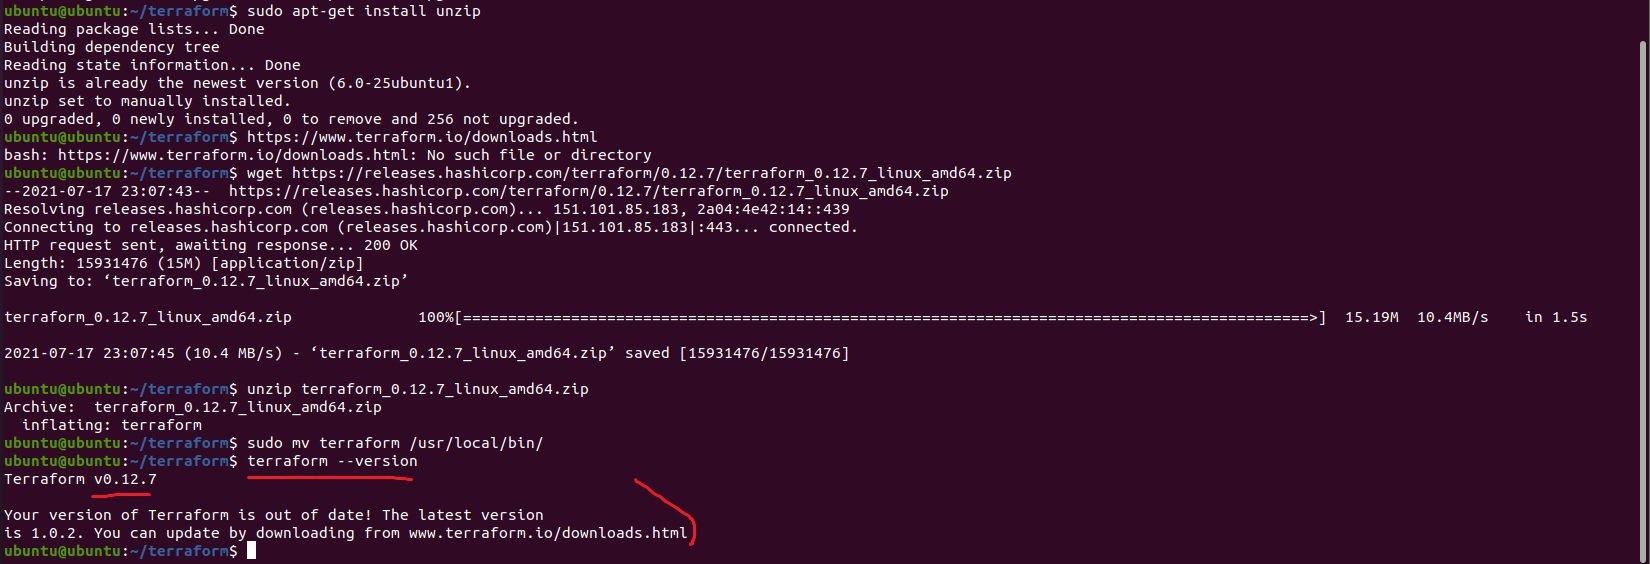 ubuntu@ubuntu:~/terraform$ sudo apt-get install unzip
Reading package lists... Done
Building dependency tree
Reading state information... Done
unzip is already the newest version (6.0-25ubuntu1).
unzip set to manually installed.
0 upgraded, 0 newly installed, 0 to remove and 256 not upgraded.
ubuntu@ubuntu:~/terraform$ https://www.terraform.io/downloads.html
bash: https://www.terraform.io/downloads.html: No such file or directory
ubuntu@ubuntu:~/terraform$ wget https://releases.hashicorp.com/terraform/0.12.7/terraform_0.12.7_linux_amd64.zip
--2021-07-17 23:07:43--  https://releases.hashicorp.com/terraform/0.12.7/terraform_0.12.7_linux_amd64.zip
Resolving releases.hashicorp.com (releases.hashicorp.com)... 151.101.85.183, 2a04:4e42:14::439
Connecting to releases.hashicorp.com (releases.hashicorp.com)|151.101.85.183|:443... connected.
HTTP request sent, awaiting response... 200 OK
Length: 15931476 (15M) [application/zip]
Saving to: ‘terraform_0.12.7_linux_amd64.zip’
terraform_0.12.7_linux_amd64.zip 100%[==============================================================================================>] 15.19M 10.4MB/s in 1.5s
2021-07-17 23:07:45 (10.4 MB/s) - ‘terraform_0.12.7_linux_amd64.zip’ saved [15931476/15931476]
ubuntu@ubuntu:~/terraform$ unzip terraform_0.12.7_linux_amd64.zip
Archive:  terraform_0.12.7_linux_amd64.zip
  inflating: terraform
ubuntu@ubuntu:~/terraform$ sudo mv terraform /usr/local/bin/
ubuntu@ubuntu:~/terraform$ terraform --version
Terraform v0.12.7
Your version of Terraform is out of date! The latest version
is 1.0.2. You can update by downloading from www.terraform.io/downloads.html
ubuntu@ubuntu:~/terraform$